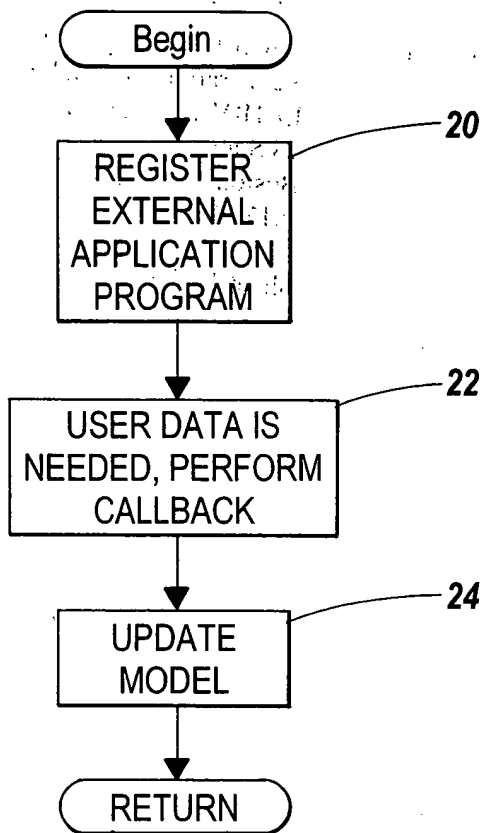 Begin
20
REGISTER
EXTERNAL
APPLICATION
PROGRAM
22
USER DATA IS
NEEDED, PERFORM
CALLBACK
24
UPDATE
MODEL
RETURN